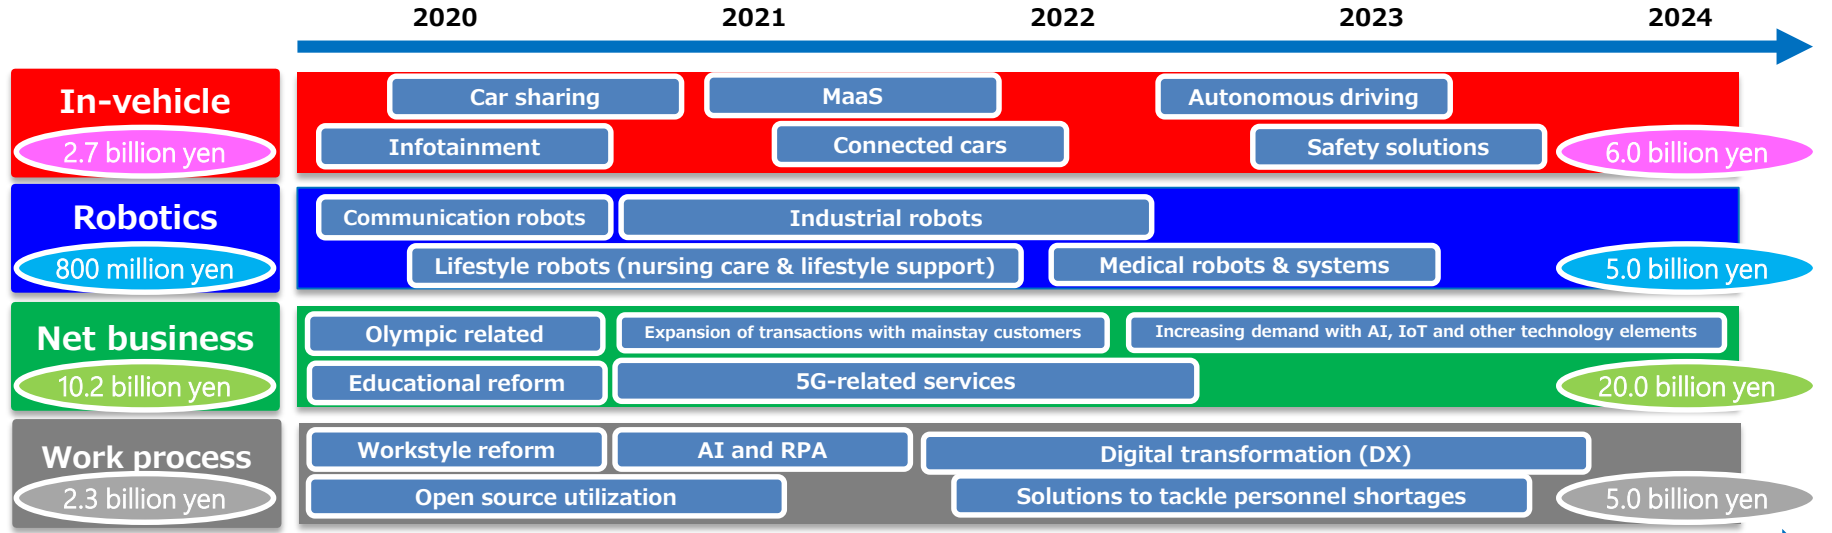 2020 2021 2022 2023 2024
In-vehicle
2.7 billion yen
Car sharing MaaS Autonomous driving
Infotainment Connected cars Safety solutions
6.0 billion yen
Robotics
800 million yen
Communication robots Industrial robots
Lifestyle robots (nursing care & lifestyle support) Medical robots & systems
5.0 billion yen
Net business
10.2 billion yen
Olympic related Expansion of transactions with mainstay customers Increasing demand with AI, IoT and other technology elements
Educational reform 5G-related services
20.0 billion yen
Work process
2.3 billion yen
Workstyle reform AI and RPA Digital transformation (DX)
Open source utilization Solutions to tackle personnel shortages
5.0 billion yen